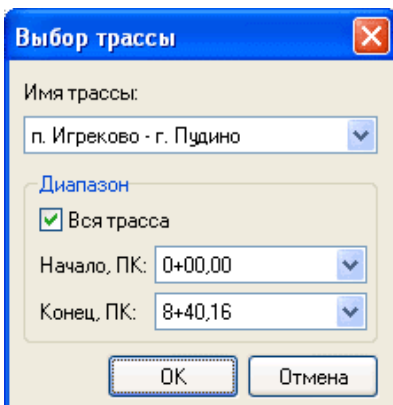 Выбор трассы
Имя трассы:
п. Игреково - г. Пудино
Диапазон
Вся трасса
Начало, ПК: 0+00,00
Конец, ПК: 8+40,16
OK Отмена